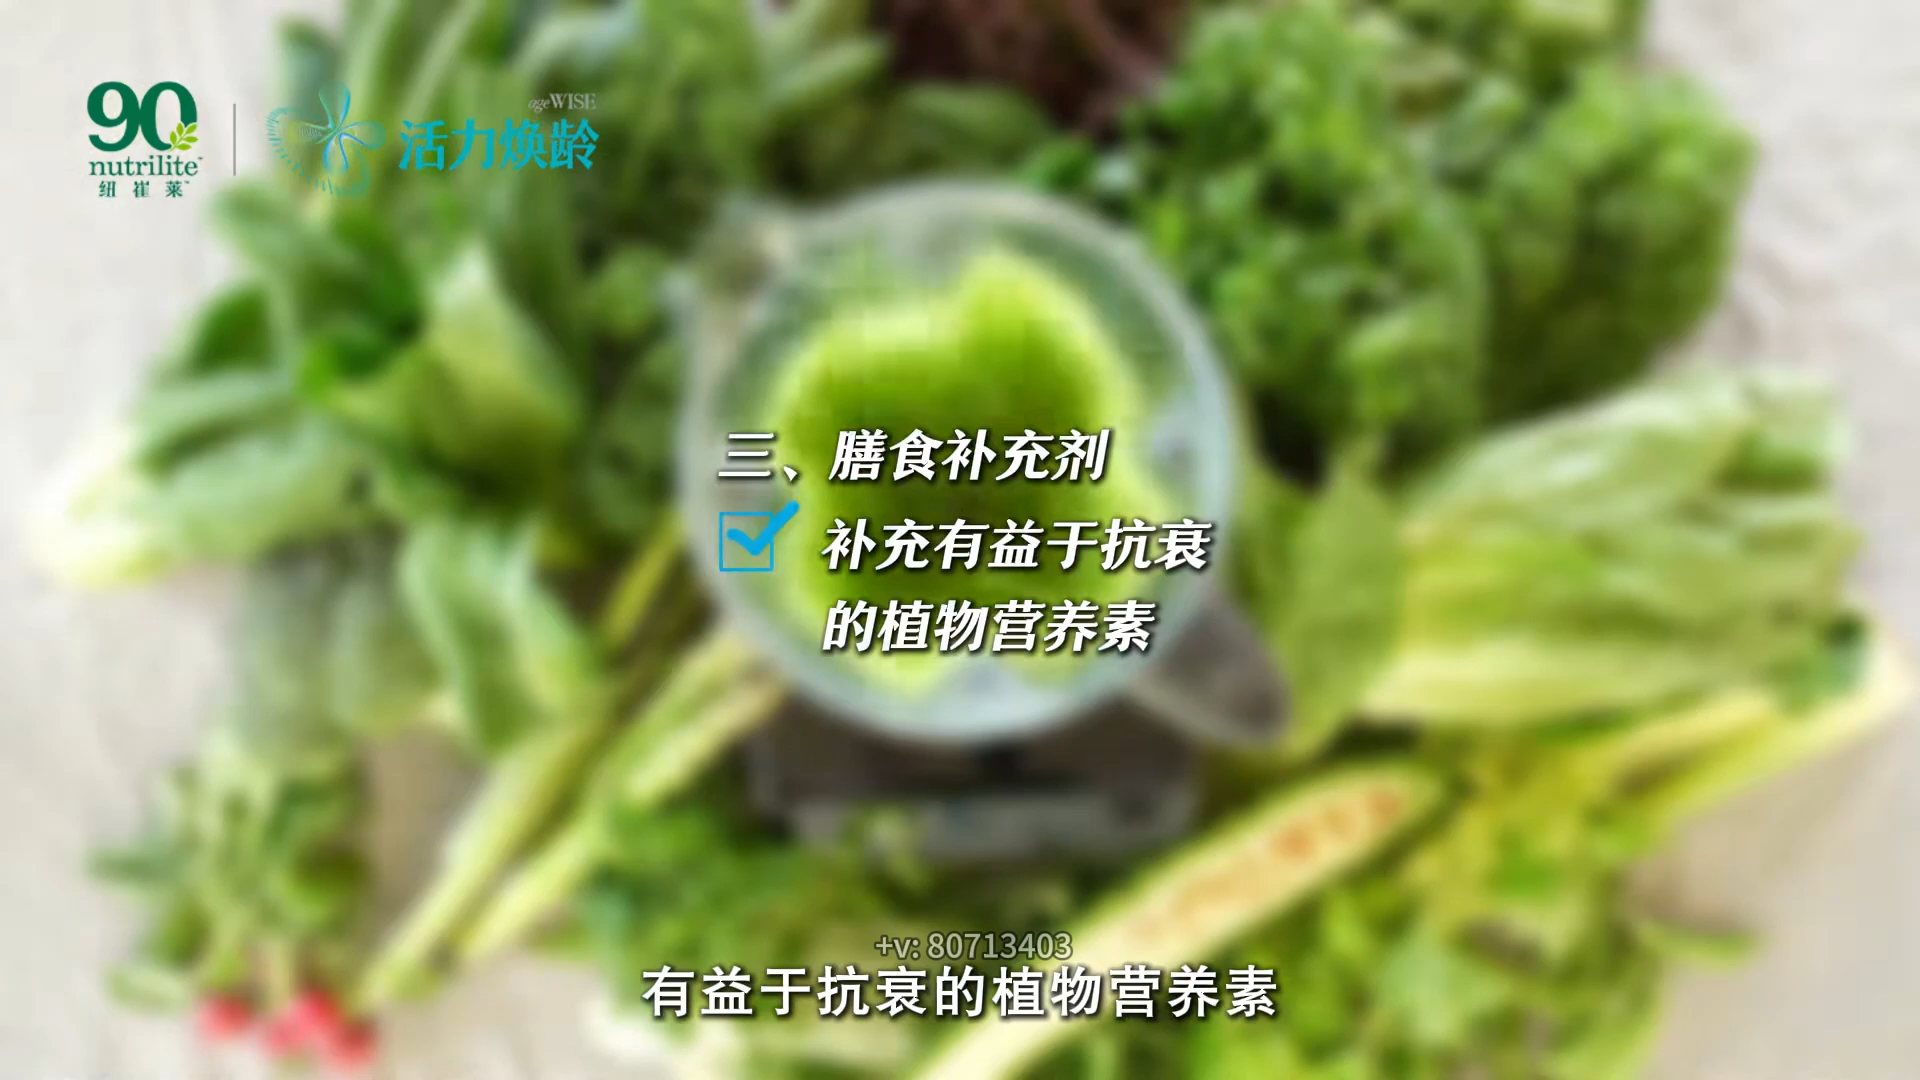 90
nutrilite
纽崔莱
ageWISE
活力焕龄
三、膳食补充剂
补充有益于抗衰
的植物营养素
+v: 80713403
有益于抗衰的植物营养素